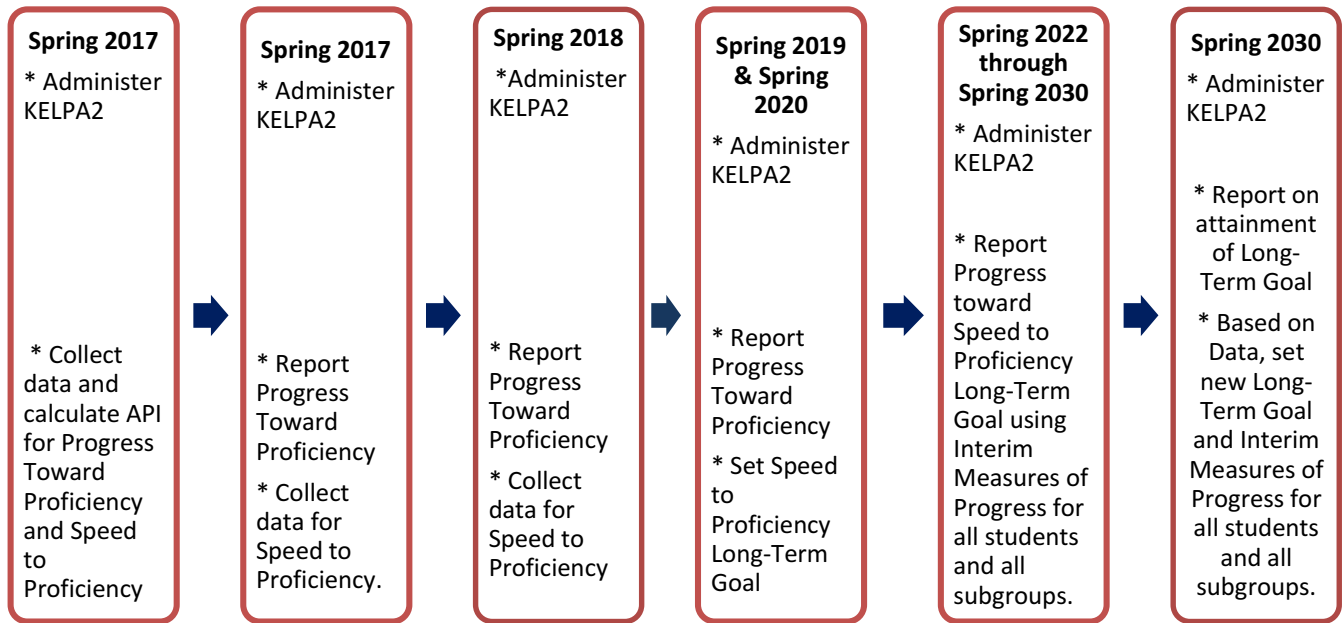 Spring 2017
* Administer
KELPA2
* Collect
data and
calculate API
for Progress
Toward
Proficiency
and Speed
to
Proficiency
Spring 2017
* Administer
KELPA2
* Report
Progress
Toward
Proficiency
* Collect
data for
Speed to
Proficiency.
Spring 2018
*Administer
KELPA2
* Report
Progress
Toward
Proficiency
* Collect
data for
Speed to
Proficiency
Spring 2019
& Spring
2020
* Administer
KELPA2
* Report
Progress
Toward
Proficiency
* Set Speed
to
Proficiency
Long-Term
Goal
Spring 2022
through
Spring 2030
* Administer
KELPA2
* Report
Progress
toward
Speed to
Proficiency
Long-Term
Goal using
Interim
Measures of
Progress for
all students
and all
subgroups.
Spring 2030
* Administer
KELPA2
* Report on
attainment
of Long-
Term Goal
* Based on
Data, set
new Long-
Term Goal
and Interim
Measures of
Progress for
all students
and all
subgroups.